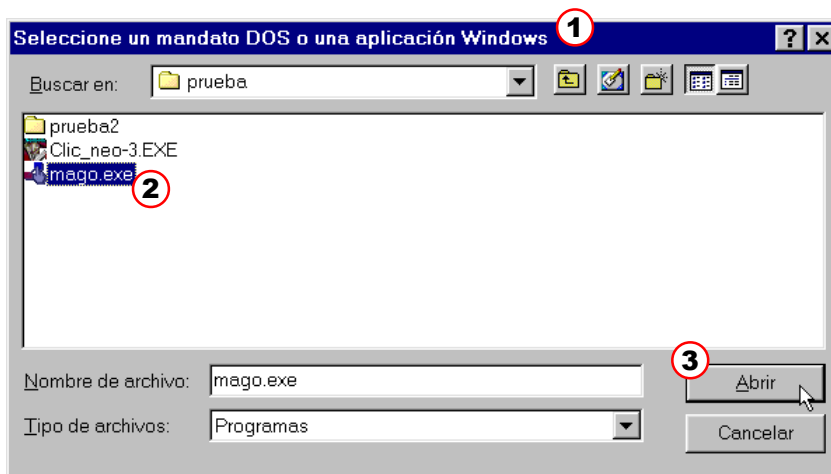 Seleccione un mandato DOS o una aplicación Windows 1 ? ×
Buscar en: prueba
prueba2
Clic_neo-3.EXE
mago.exe 2
3
Nombre de archivo: mago.exe Abrir
Tipo de archivos: Programas Cancelar